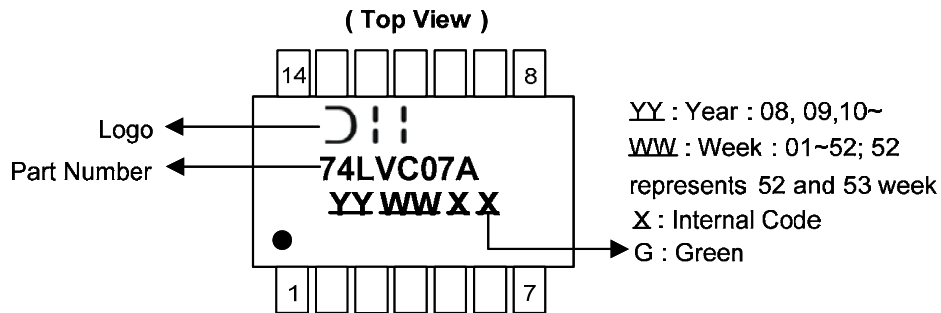 ( Top View )
14
8
Logo
74LVC07A
Part Number
YY WW X X
1
7
YY : Year : 08, 09,10~
WW : Week : 01~52; 52
represents 52 and 53 week
X : Internal Code
G : Green